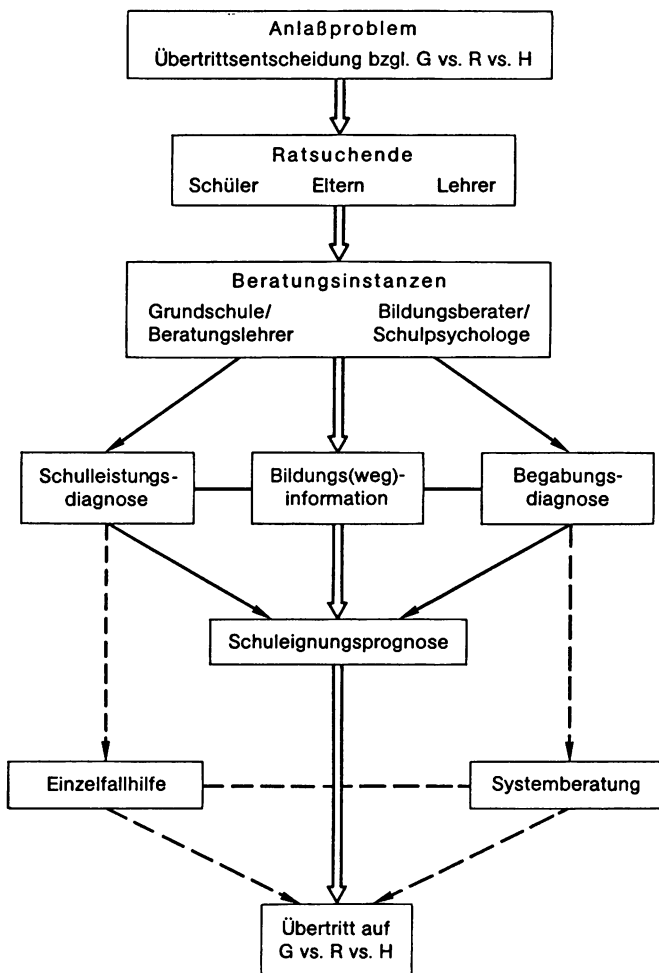 Anlaßproblem
Übertrittsentscheidung bzgl. G vs. R vs. H
Ratsuchende
Schüler Eltern Lehrer
Beratungsinstanzen
Grundschule/ Bildungsberater/
Beratungslehrer Schulpsychologe
Schulleistungs-
diagnose
Bildungs(weg)-
information
Begabungs-
diagnose
Schuleignungsprognose
Einzelfallhilfe
Systemberatung
Übertritt auf
G vs. R vs. H